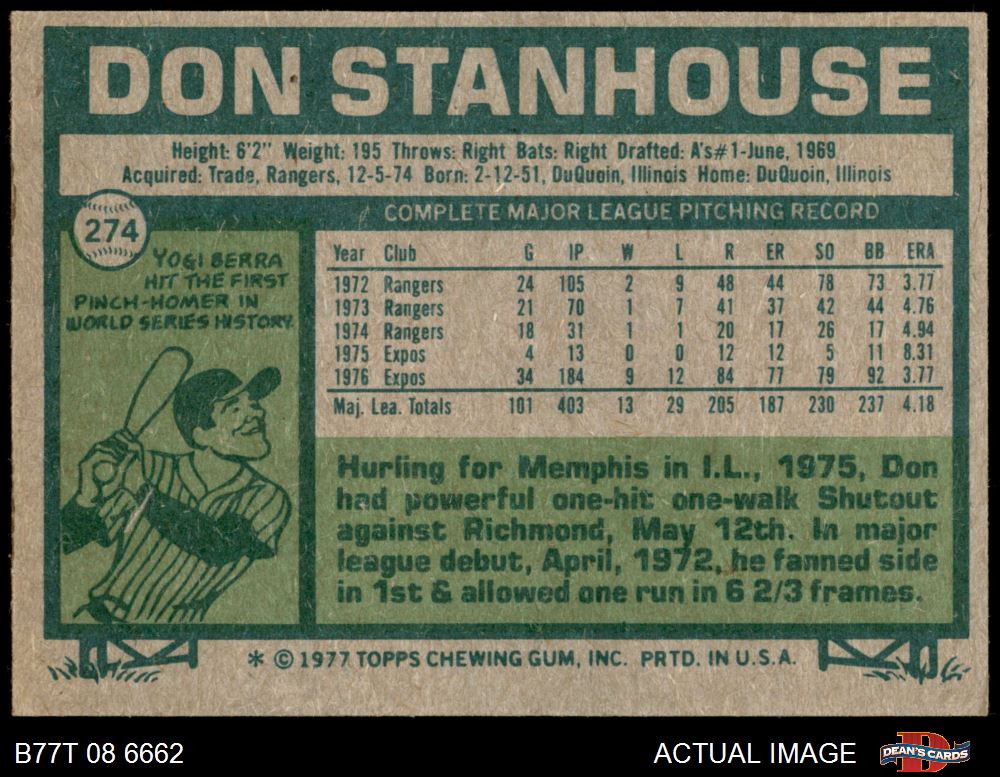 DON STANHOUSE
Height: 6'2" Weight: 195 Throws: Right Bats: Right Drafted: A's#1-June, 1969
Acquired: Trade, Rangers, 12-5-74 Born: 2-12-51, DuQuoin, Illinois Home: DuQuoin, Illinois
274
COMPLETE MAJOR LEAGUE PITCHING RECORD
YOGI BERRA
HIT THE FIRST
PINCH-HOMER IN
WORLD SERIES HISTORY.
Year Club G IP W L R ER SO BB ERA
1972 Rangers 24 105 2 9 48 44 78 73 3.77
1973 Rangers 21 70 1 7 41 37 42 44 4.76
1974 Rangers 18 31 1 1 20 17 26 17 4.94
1975 Expos 4 13 0 0 12 12 5 11 8.31
1976 Expos 34 184 9 12 84 77 79 92 3.77
Maj. Lea. Totals 101 403 13 29 205 187 230 237 4.18
Hurling for Memphis in I.L., 1975, Don
had powerful one-hit one-walk Shutout
against Richmond, May 12th. In major
league debut, April, 1972, he fanned side
in 1st & allowed one run in 6 2/3 frames.
* © 1977 TOPPS CHEWING GUM, INC. PRTD. IN U.S.A.
B77T 08 6662
ACTUAL IMAGE
D
DEAN'S CARDS